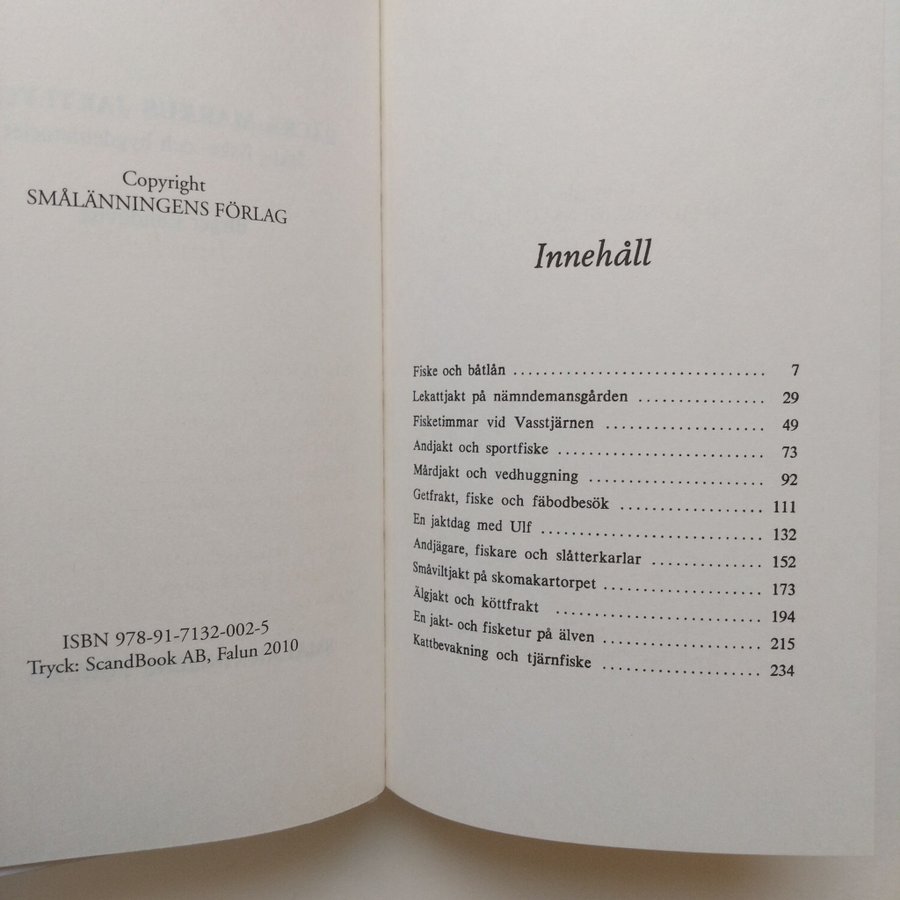 Copyright
SMÅLÄNNINGENS FÖRLAG
ISBN 978-91-7132-002-5
Tryck: ScandBook AB, Falun 2010
Innehåll
Fiske och båtlån ................................. 7
Lekattjakt på nämndemansgården ................. 29
Fisketimmar vid Vasstjärnen ..................... 49
Andjakt och sportfiske ............................ 73
Mårdjakt och vedhuggning ....................... 92
Getfrakt, fiske och fäbodbesök ................... 111
En jaktdag med Ulf ............................. 132
Andjägare, fiskare och slåtterkarlar ............... 152
Småviltjakt på skomakartorpet ..................... 173
Älgjakt och köttfrakt ........................... 194
En jakt- och fisketur på älven ..................... 215
Kattbevakning och tjärnfiske ..................... 234